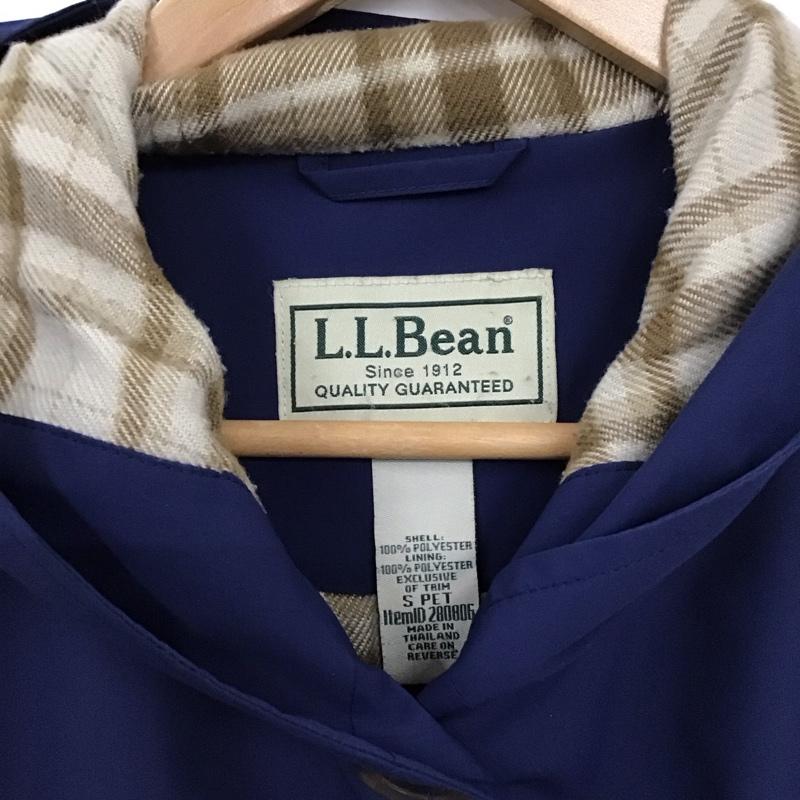 L.L.Bean®
Since 1912
QUALITY GUARANTEED
SHELL:
100% POLYESTER
LINING:
100% POLYESTER
EXCLUSIVE
OF TRIM
S PET
ItemID 280806
MADE IN
THAILAND
CARE ON
REVERSE